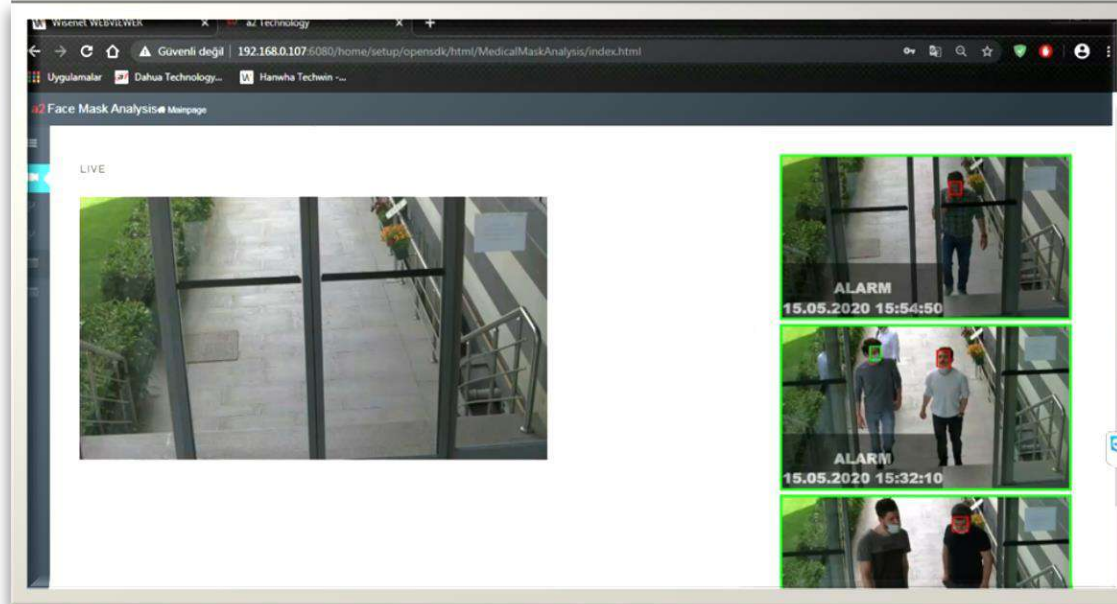 Wisenet WEBVIEWER
a2 Technology
Güvenli değil | 192.168.0.107:6080/home/setup/opensdk/html/MedicalMaskAnalysis/index.html
Uygulamalar
Dahua Technology...
Hanwha Techwin -...
a2 Face Mask Analysis Mainpage
LIVE
ALARM
15.05.2020 15:54:50
ALARM
15.05.2020 15:32:10